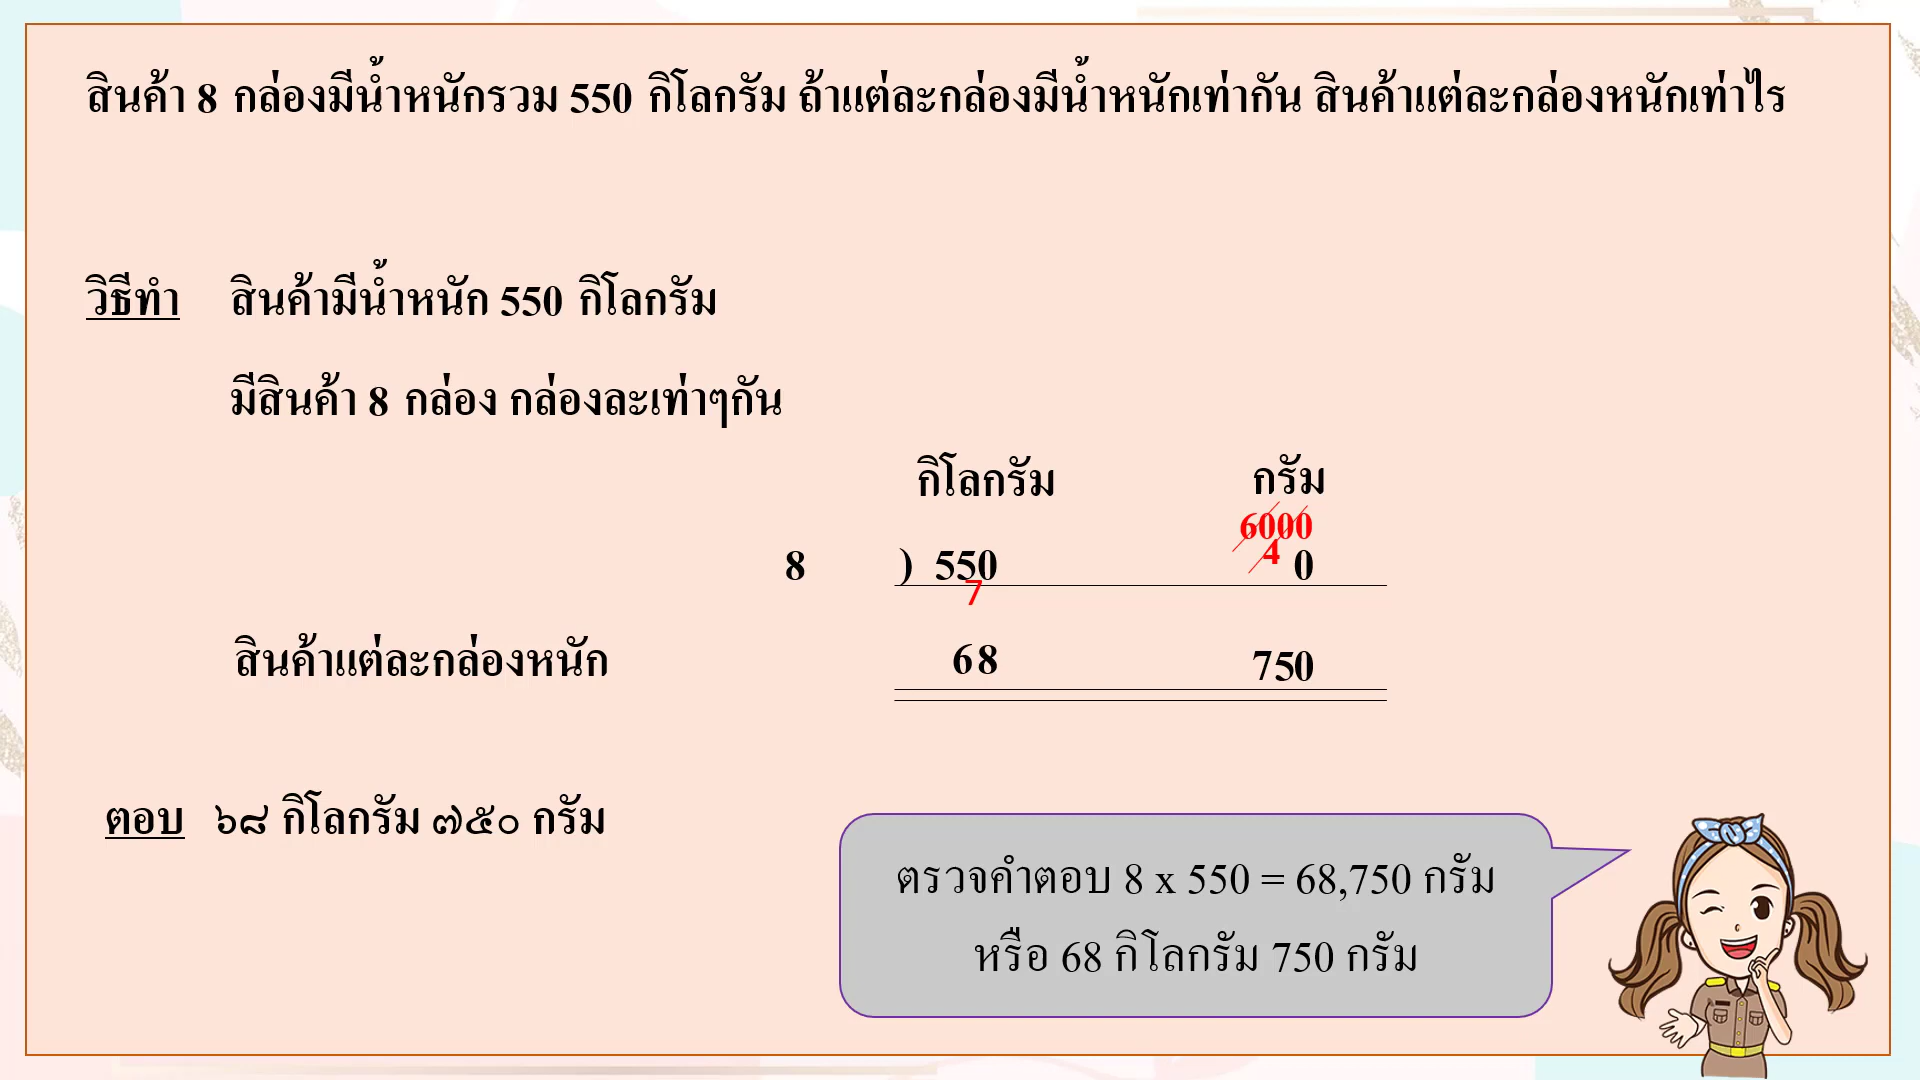 สินค้า 8 กล่องมีน้ำหนักรวม 550 กิโลกรัม ถ้าแต่ละกล่องมีน้ำหนักเท่ากัน สินค้าแต่ละกล่องหนักเท่าไร
วิธีทำ สินค้ามีน้ำหนัก 550 กิโลกรัม
มีสินค้า 8 กล่อง กล่องละเท่าๆกัน
กิโลกรัม กรัม
6000
4
8 ) 550 0
7
สินค้าแต่ละกล่องหนัก 68 750
ตอบ ๖๘ กิโลกรัม ๗๕๐ กรัม
ตรวจคำตอบ 8 x 550 = 68,750 กรัม
หรือ 68 กิโลกรัม 750 กรัม